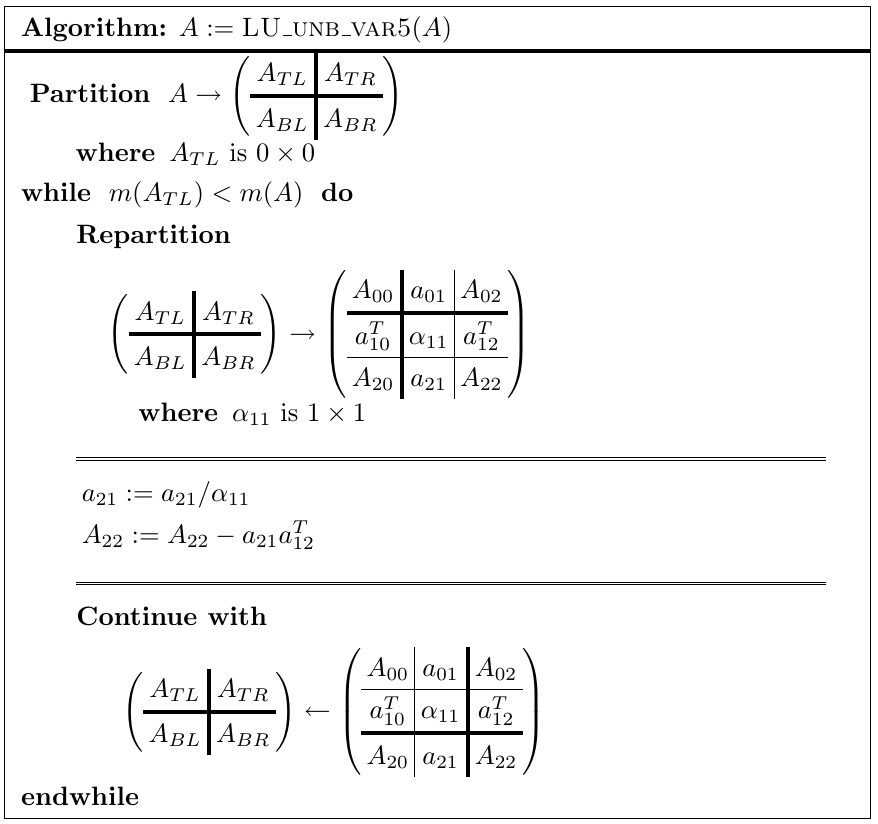 Algorithm: A := LU_UNB_VAR5(A)
Partition A → ( A_TL | A_TR
A_BL | A_BR )
where A_TL is 0 × 0
while m(A_TL) < m(A) do
Repartition
( A_TL | A_TR
A_BL | A_BR ) → ( A_00 | a_01 | A_02
a_10^T | α_11 | a_12^T
A_20 | a_21 | A_22 )
where α_11 is 1 × 1
a_21 := a_21/α_11
A_22 := A_22 − a_21 a_12^T
Continue with
( A_TL | A_TR
A_BL | A_BR ) ← ( A_00 | a_01 | A_02
a_10^T | α_11 | a_12^T
A_20 | a_21 | A_22 )
endwhile